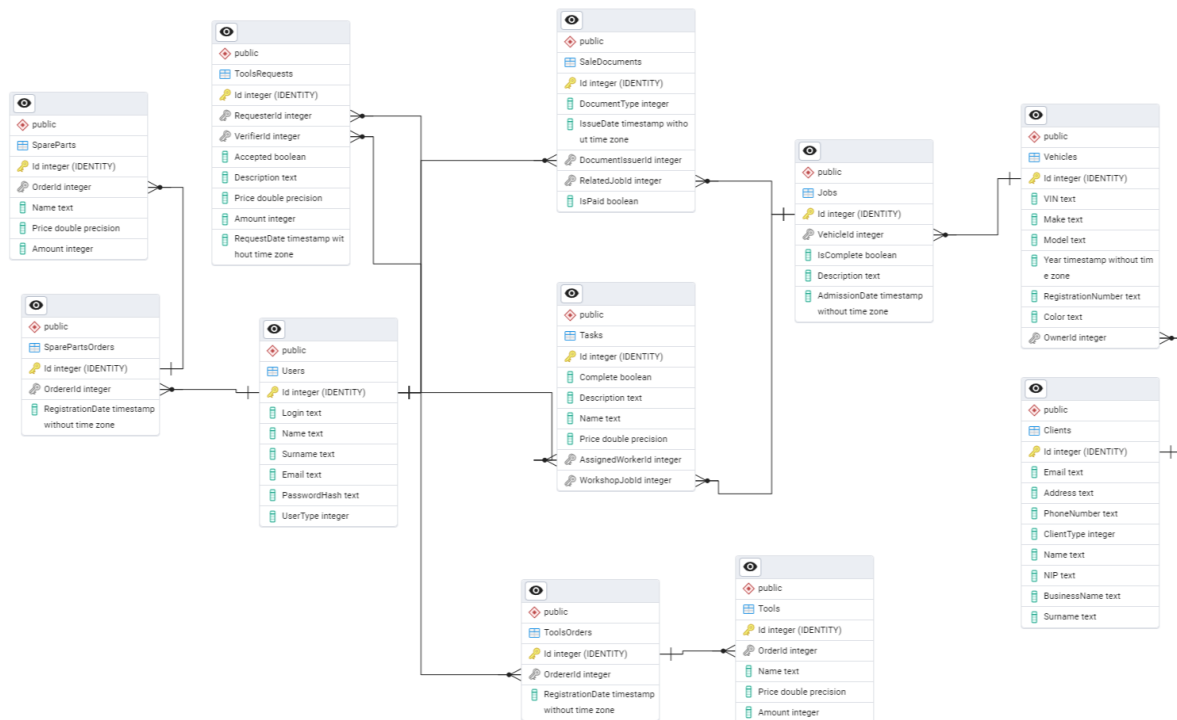 public
SpareParts
Id integer (IDENTITY)
OrderId integer
Name text
Price double precision
Amount integer
public
SparePartsOrders
Id integer (IDENTITY)
OrdererId integer
RegistrationDate timestamp
without time zone
public
ToolsRequests
Id integer (IDENTITY)
RequesterId integer
VerifierId integer
Accepted boolean
Description text
Price double precision
Amount integer
RequestDate timestamp wit
hout time zone
public
Users
Id integer (IDENTITY)
Login text
Name text
Surname text
Email text
PasswordHash text
UserType integer
public
SaleDocuments
Id integer (IDENTITY)
DocumentType integer
IssueDate timestamp witho
ut time zone
DocumentIssuerId integer
RelatedJobId integer
IsPaid boolean
public
Tasks
Id integer (IDENTITY)
Complete boolean
Description text
Name text
Price double precision
AssignedWorkerId integer
WorkshopJobId integer
public
ToolsOrders
Id integer (IDENTITY)
OrdererId integer
RegistrationDate timestamp
without time zone
public
Tools
Id integer (IDENTITY)
OrderId integer
Name text
Price double precision
Amount integer
public
Jobs
Id integer (IDENTITY)
VehicleId integer
IsComplete boolean
Description text
AdmissionDate timestamp
without time zone
public
Vehicles
Id integer (IDENTITY)
VIN text
Make text
Model text
Year timestamp without tim
e zone
RegistrationNumber text
Color text
OwnerId integer
public
Clients
Id integer (IDENTITY)
Email text
Address text
PhoneNumber text
ClientType integer
Name text
NIP text
BusinessName text
Surname text